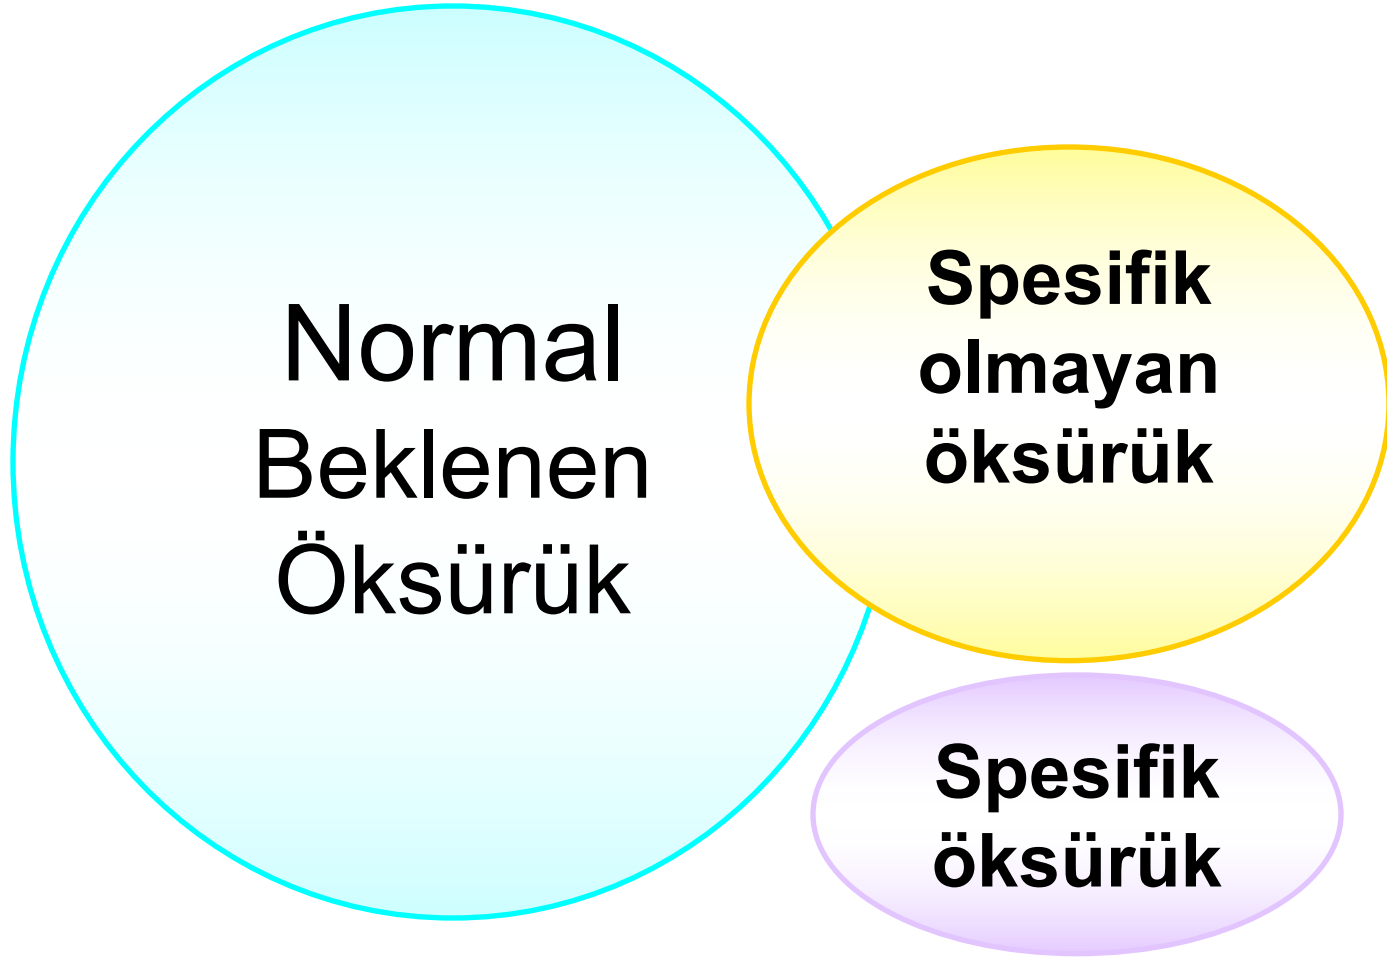 Normal
Beklenen
Öksürük
Spesifik
olmayan
öksürük
Spesifik
öksürük